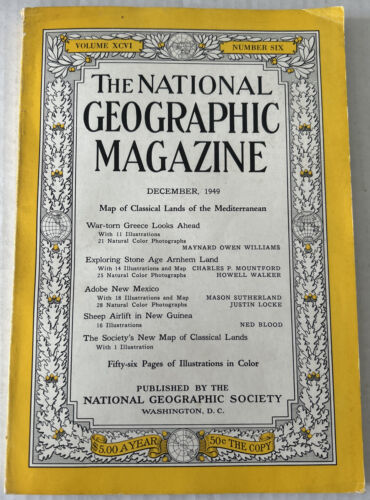 VOLUME XCVI NUMBER SIX
THE NATIONAL
GEOGRAPHIC
MAGAZINE
DECEMBER, 1949
Map of Classical Lands of the Mediterranean
War-torn Greece Looks Ahead
With 11 Illustrations
21 Natural Color Photographs
MAYNARD OWEN WILLIAMS
Exploring Stone Age Arnhem Land
With 14 Illustrations and Map CHARLES P. MOUNTFORD
25 Natural Color Photographs HOWELL WALKER
Adobe New Mexico
With 18 Illustrations and Map MASON SUTHERLAND
28 Natural Color Photographs JUSTIN LOCKE
Sheep Airlift in New Guinea
16 Illustrations NED BLOOD
The Society's New Map of Classical Lands
With 1 Illustration
Fifty-six Pages of Illustrations in Color
PUBLISHED BY THE
NATIONAL GEOGRAPHIC SOCIETY
WASHINGTON, D. C.
$5.00 A YEAR 50¢ THE COPY